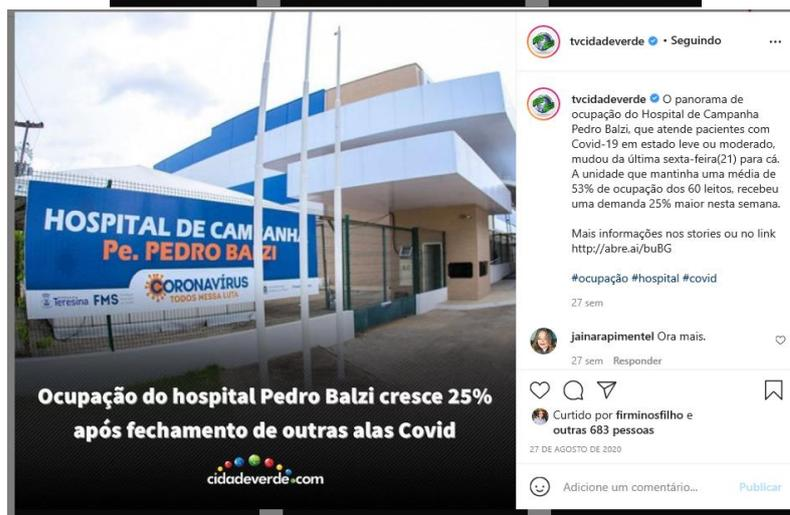 HOSPITAL DE CAMPANHA
Pe. PEDRO BALZI
CORONAVÍRUS
TODOS NESSA LUTA
Teresina FMS
Ocupação do hospital Pedro Balzi cresce 25%
após fechamento de outras alas Covid
cidadeverde.com
tvcidadeverde • Seguindo
tvcidadeverde O panorama de
ocupação do Hospital de Campanha
Pedro Balzi, que atende pacientes com
Covid-19 em estado leve ou moderado,
mudou da última sexta-feira(21) para cá.
A unidade que mantinha uma média de
53% de ocupação dos 60 leitos, recebeu
uma demanda 25% maior nesta semana.
Mais informações nos stories ou no link
http://abre.ai/buBG
#ocupação #hospital #covid
27 sem
jainarapimentel Ora mais.
27 sem Responder
Curtido por firminosfilho e
outras 683 pessoas
27 DE AGOSTO DE 2020
Adicione um comentário... Publicar